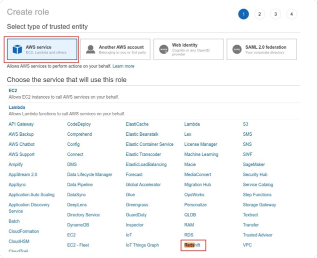 Create role
1 2 3 4
Select type of trusted entity
AWS service
EC2, Lambda and others
Another AWS account
Belonging to you or 3rd party
Web identity
Cognito or any OpenID provider
SAML 2.0 federation
Your corporate directory
Allows AWS services to perform actions on your behalf. Learn more
Choose the service that will use this role
EC2
Allows EC2 instances to call AWS services on your behalf.
Lambda
Allows Lambda functions to call AWS services on your behalf.
API Gateway CodeDeploy ElastiCache Lambda S3
AWS Backup Comprehend Elastic Beanstalk Lex SMS
AWS Chatbot Config Elastic Container Service License Manager SNS
AWS Support Connect Elastic Transcoder Machine Learning SWF
Amplify DMS ElasticLoadBalancing Macie SageMaker
AppStream 2.0 Data Lifecycle Manager Forecast MediaConvert Security Hub
AppSync Data Pipeline Global Accelerator Migration Hub Service Catalog
Application Auto Scaling DataSync Glue OpsWorks Step Functions
Application Discovery Service DeepLens Greengrass Personalize Storage Gateway
Directory Service GuardDuty QLDB Textract
Batch DynamoDB Inspector RAM Transfer
CloudFormation EC2 IoT RDS Trusted Advisor
CloudHSM EC2 - Fleet IoT Things Graph Redshift VPC
CloudTrail